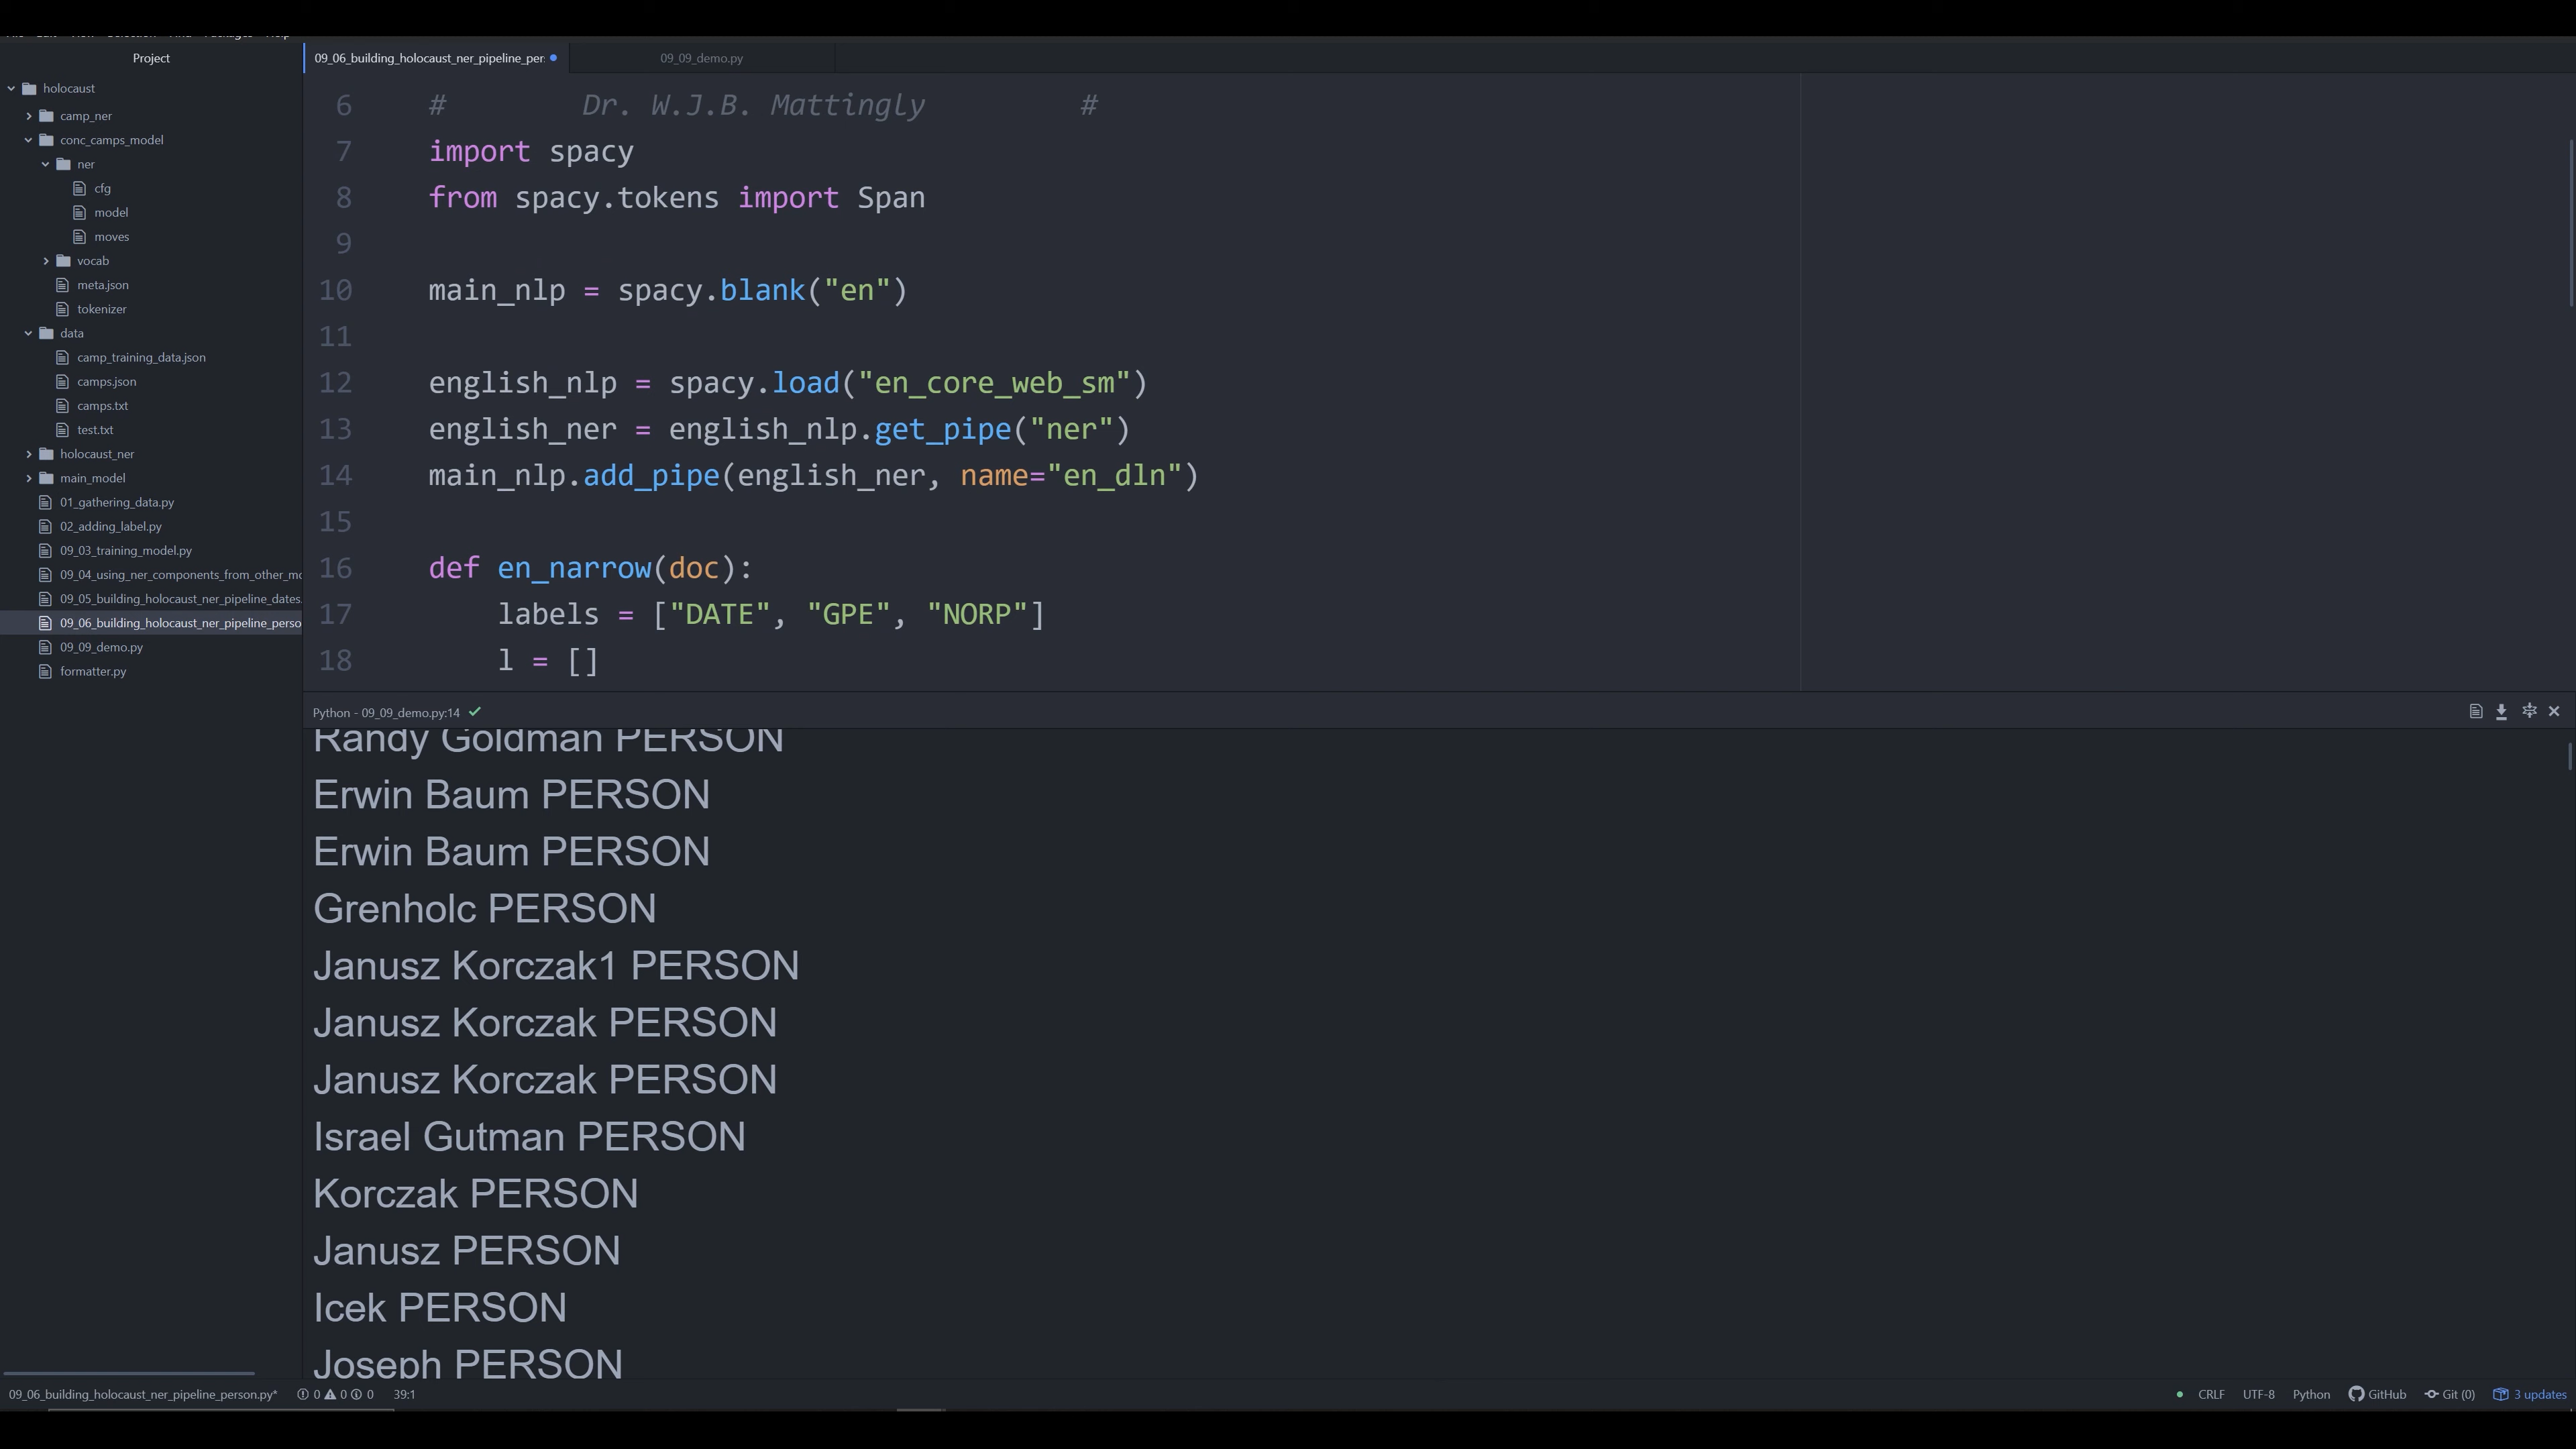 Project
09_06_building_holocaust_ner_pipeline_per
09_09_demo.py
holocaust
camp_ner
conc_camps_model
ner
cfg
model
moves
vocab
meta.json
tokenizer
data
camp_training_data.json
camps.json
camps.txt
test.txt
holocaust_ner
main_model
01_gathering_data.py
02_adding_label.py
09_03_training_model.py
09_04_using_ner_components_from_other_mo
09_05_building_holocaust_ner_pipeline_dates.
09_06_building_holocaust_ner_pipeline_perso
09_09_demo.py
formatter.py
6 # Dr. W.J.B. Mattingly #
7 import spacy
8 from spacy.tokens import Span
9
10 main_nlp = spacy.blank("en")
11
12 english_nlp = spacy.load("en_core_web_sm")
13 english_ner = english_nlp.get_pipe("ner")
14 main_nlp.add_pipe(english_ner, name="en_dln")
15
16 def en_narrow(doc):
17 labels = ["DATE", "GPE", "NORP"]
18 l = []
Python - 09_09_demo.py:14
Randy Goldman PERSON
Erwin Baum PERSON
Erwin Baum PERSON
Grenholc PERSON
Janusz Korczak1 PERSON
Janusz Korczak PERSON
Janusz Korczak PERSON
Israel Gutman PERSON
Korczak PERSON
Janusz PERSON
Icek PERSON
Joseph PERSON
09_06_building_holocaust_ner_pipeline_person.py* 0 0 0 39:1 CRLF UTF-8 Python GitHub Git (0) 3 updates